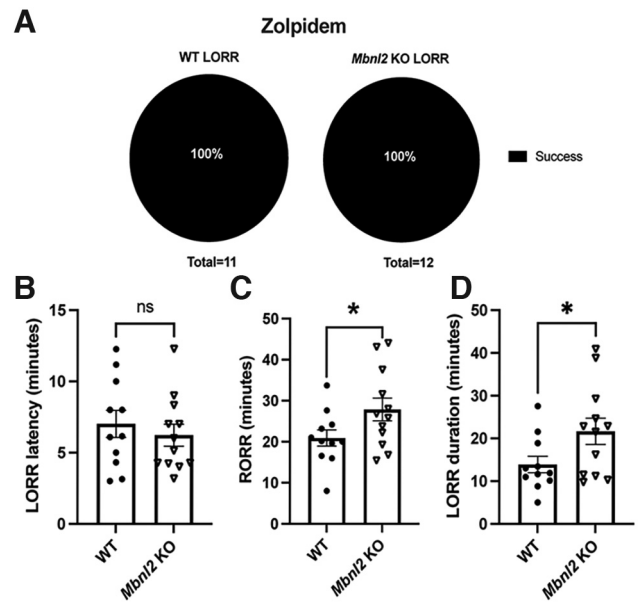 A
Zolpidem
WT LORR
Mbnl2 KO LORR
100%
100%
Success
Total=11
Total=12
B
LORR latency (minutes)
15
10
5
0
ns
WT
Mbnl2 KO
C
RORR (minutes)
50
40
30
20
10
0
*
WT
Mbnl2 KO
D
LORR duration (minutes)
50
40
30
20
10
0
*
WT
Mbnl2 KO